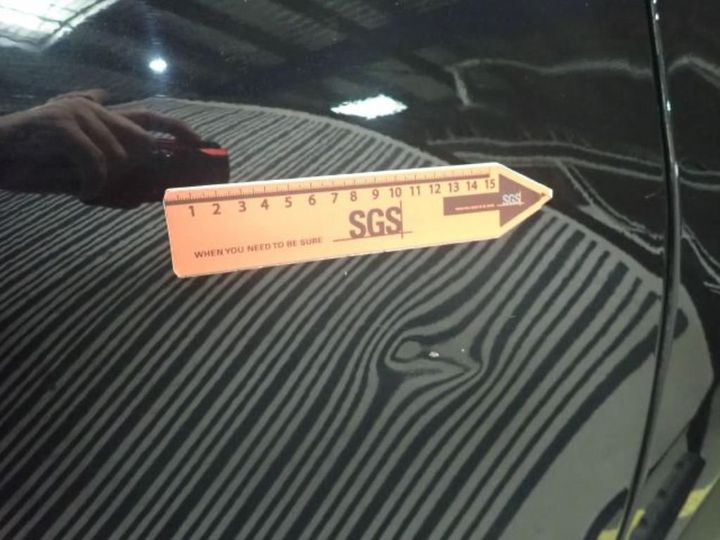 1 2 3 4 5 6 7 8 9 10 11 12 13 14 15
SGS
SGS
WHEN YOU NEED TO BE SURE